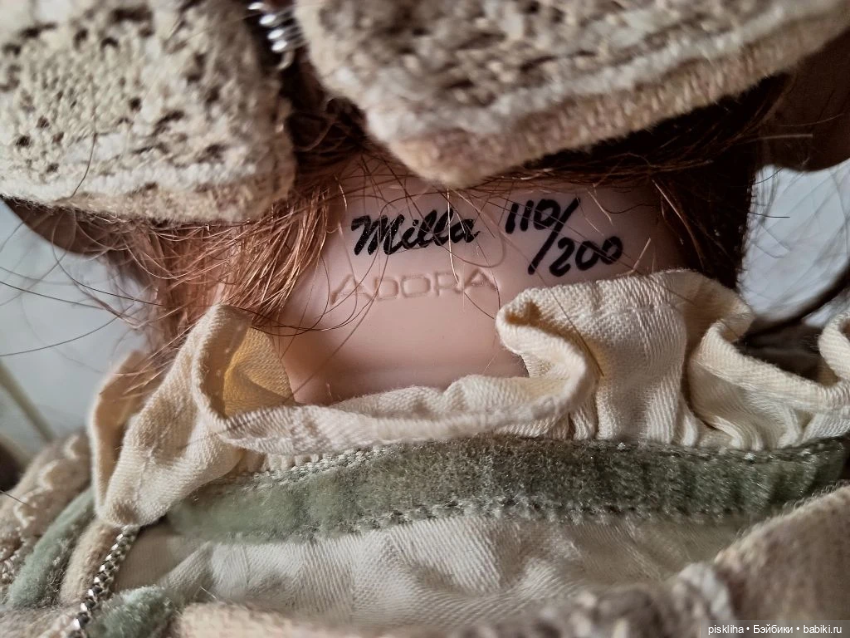 Milla 110/200
ADORA
piskliha • Бэйбики • babiki.ru